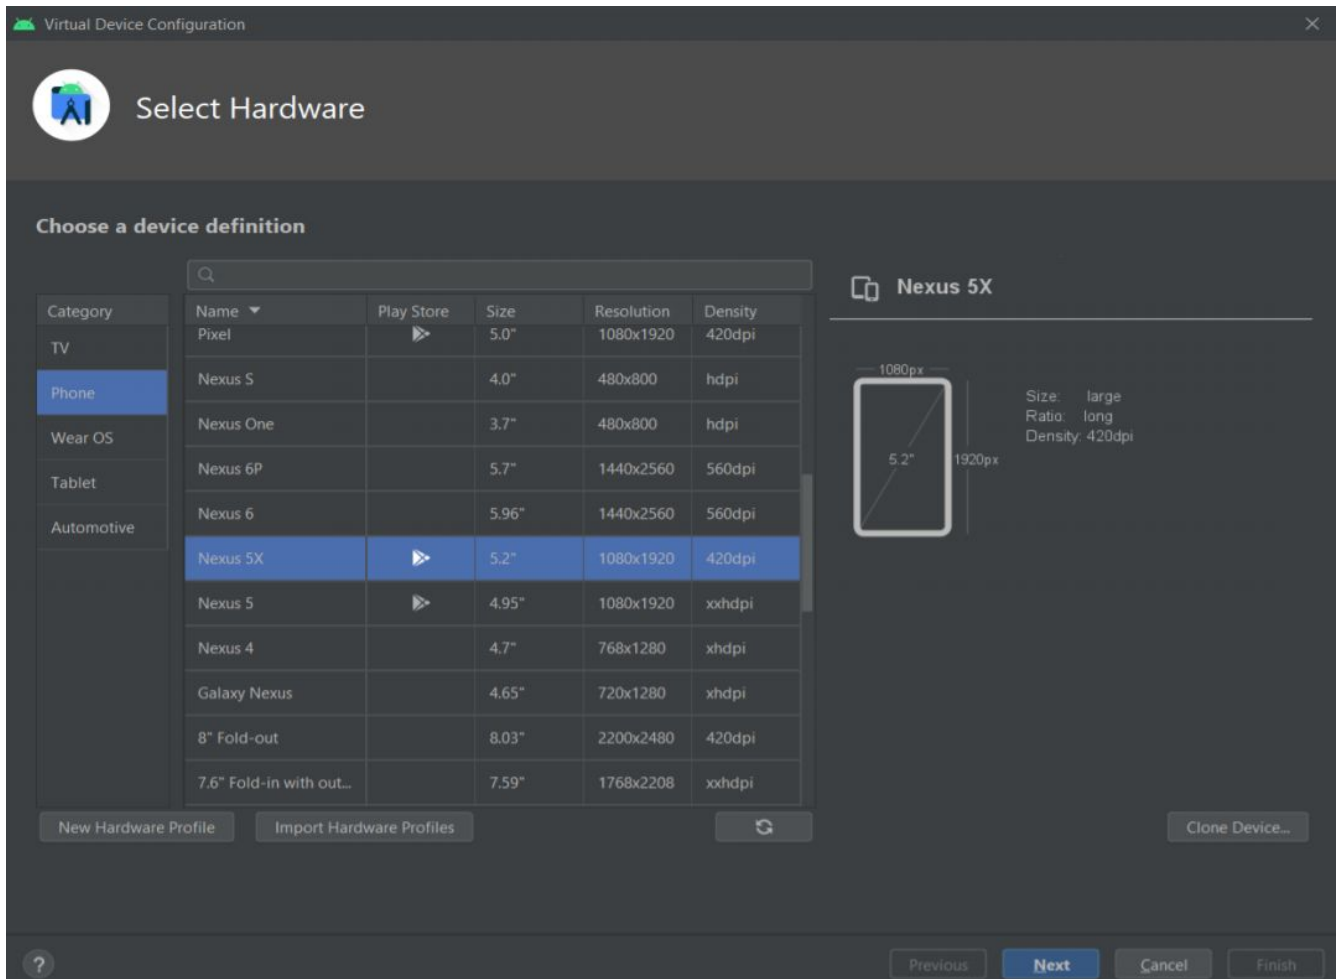 Virtual Device Configuration
Select Hardware
Choose a device definition
Category
TV
Phone
Wear OS
Tablet
Automotive
Name Play Store Size Resolution Density
Pixel 5.0" 1080x1920 420dpi
Nexus S 4.0" 480x800 hdpi
Nexus One 3.7" 480x800 hdpi
Nexus 6P 5.7" 1440x2560 560dpi
Nexus 6 5.96" 1440x2560 560dpi
Nexus 5X 5.2" 1080x1920 420dpi
Nexus 5 4.95" 1080x1920 xxhdpi
Nexus 4 4.7" 768x1280 xhdpi
Galaxy Nexus 4.65" 720x1280 xhdpi
8" Fold-out 8.03" 2200x2480 420dpi
7.6" Fold-in with out... 7.59" 1768x2208 xxhdpi
Nexus 5X
1080px
5.2"
1920px
Size: large
Ratio: long
Density: 420dpi
New Hardware Profile
Import Hardware Profiles
Clone Device...
?
Previous
Next
Cancel
Finish